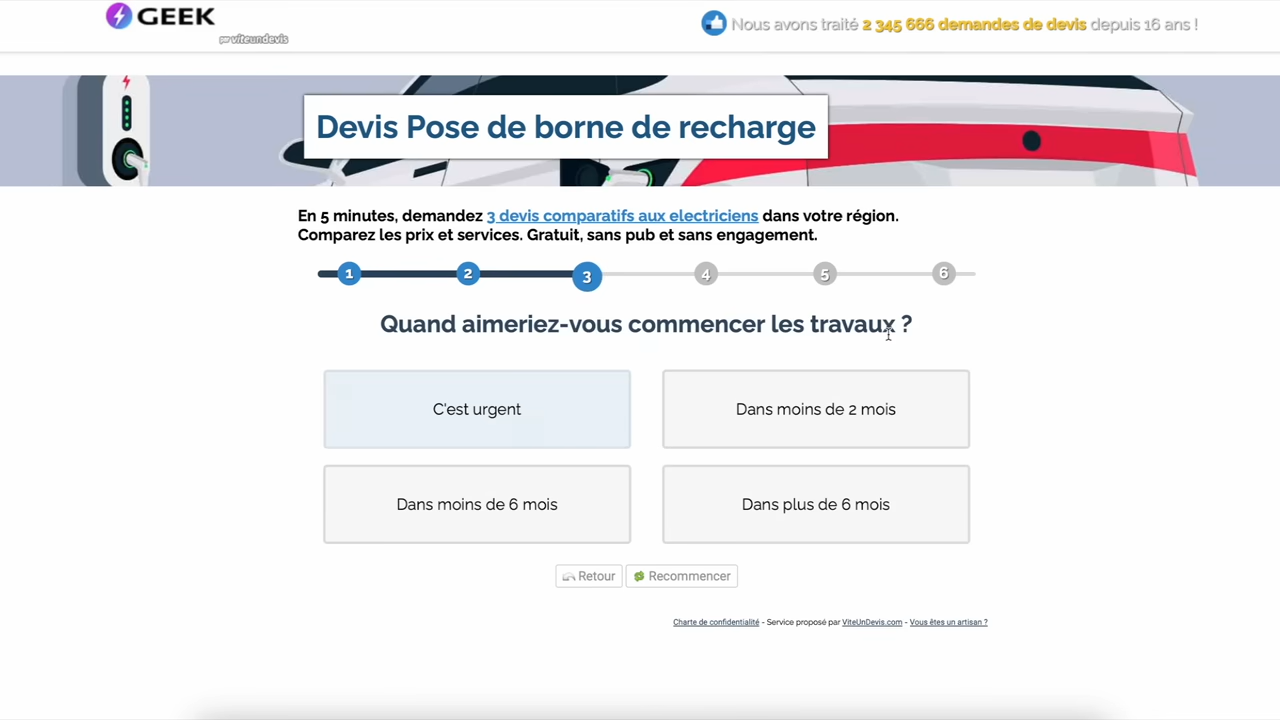 GEEK
par viteundevis
Nous avons traité 2 345 666 demandes de devis depuis 16 ans !
Devis Pose de borne de recharge
En 5 minutes, demandez 3 devis comparatifs aux electriciens dans votre région.
Comparez les prix et services. Gratuit, sans pub et sans engagement.
1 2 3 4 5 6
Quand aimeriez-vous commencer les travaux ?
C'est urgent
Dans moins de 2 mois
Dans moins de 6 mois
Dans plus de 6 mois
Retour
Recommencer
Charte de confidentialité - Service proposé par ViteUnDevis.com - Vous êtes un artisan ?